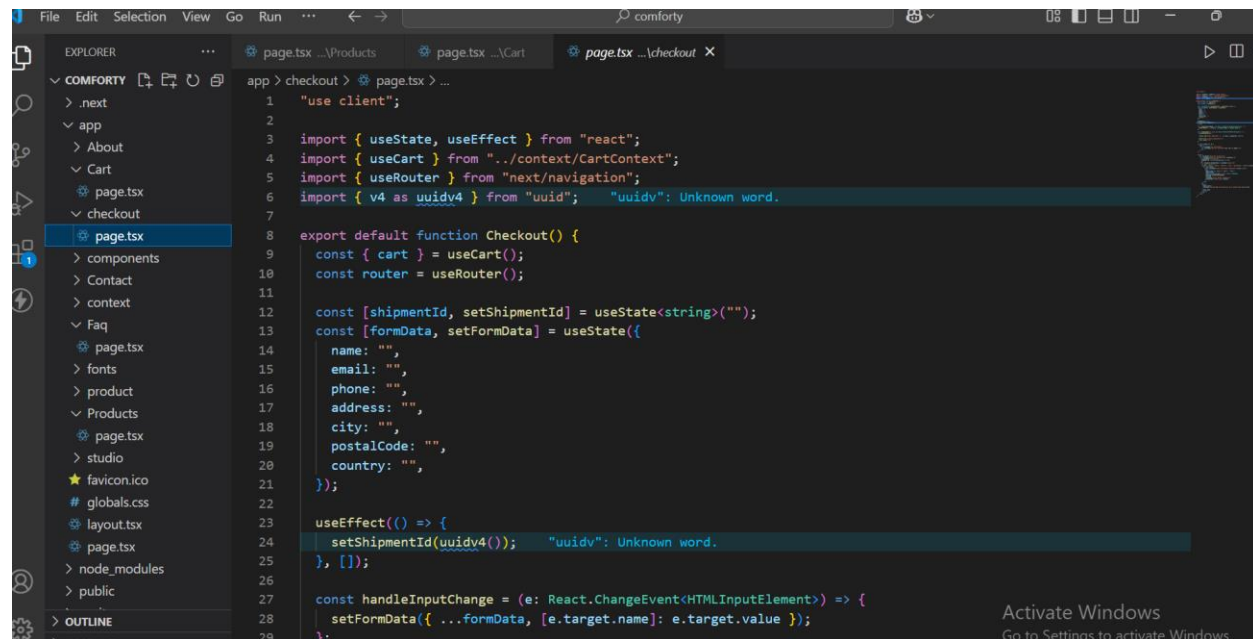 File Edit Selection View Go Run ··· ← → comforty
EXPLORER ···
COMFORTY
> .next
app
> About
Cart
page.tsx
checkout
page.tsx
> components
> Contact
> context
Faq
page.tsx
> fonts
> product
Products
page.tsx
> studio
favicon.ico
# globals.css
layout.tsx
page.tsx
> node_modules
> public
> OUTLINE
1
page.tsx ...\Products page.tsx ...\Cart page.tsx ...\checkout
app > checkout > page.tsx > ...
1 "use client";
2
3 import { useState, useEffect } from "react";
4 import { useCart } from "../context/CartContext";
5 import { useRouter } from "next/navigation";
6 import { v4 as uuidv4 } from "uuid"; "uuidv": Unknown word.
7
8 export default function Checkout() {
9 const { cart } = useCart();
10 const router = useRouter();
11
12 const [shipmentId, setShipmentId] = useState<string>("");
13 const [formData, setFormData] = useState({
14 name: "",
15 email: "",
16 phone: "",
17 address: "",
18 city: "",
19 postalCode: "",
20 country: "",
21 });
22
23 useEffect(() => {
24 setShipmentId(uuidv4()); "uuidv": Unknown word.
25 }, []);
26
27 const handleInputChange = (e: React.ChangeEvent<HTMLInputElement>) => {
28 setFormData({ ...formData, [e.target.name]: e.target.value });
29 };
Activate Windows
Go to Settings to activate Windows.